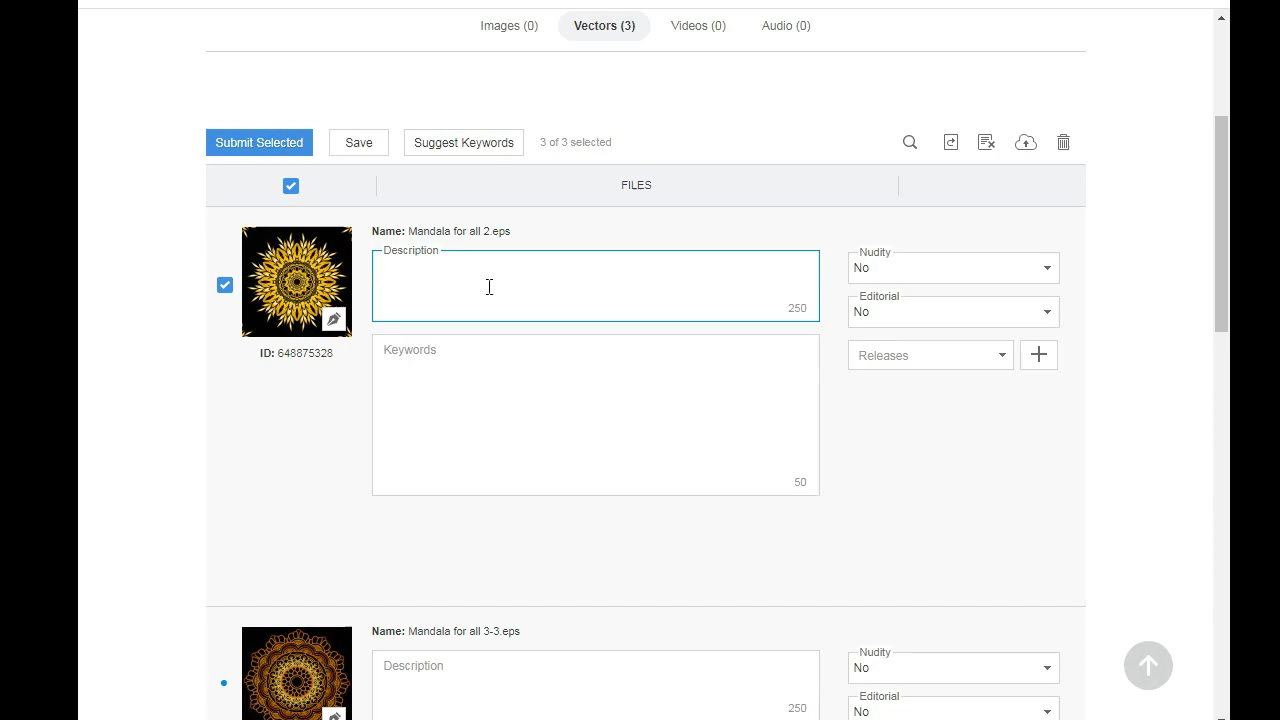 Images (0) Vectors (3) Videos (0) Audio (0)
Submit Selected Save Suggest Keywords 3 of 3 selected
FILES
Name: Mandala for all 2.eps
Description
250
Nudity
No
Editorial
No
Releases
ID: 648875328
Keywords
50
Name: Mandala for all 3-3.eps
Description
250
Nudity
No
Editorial
No